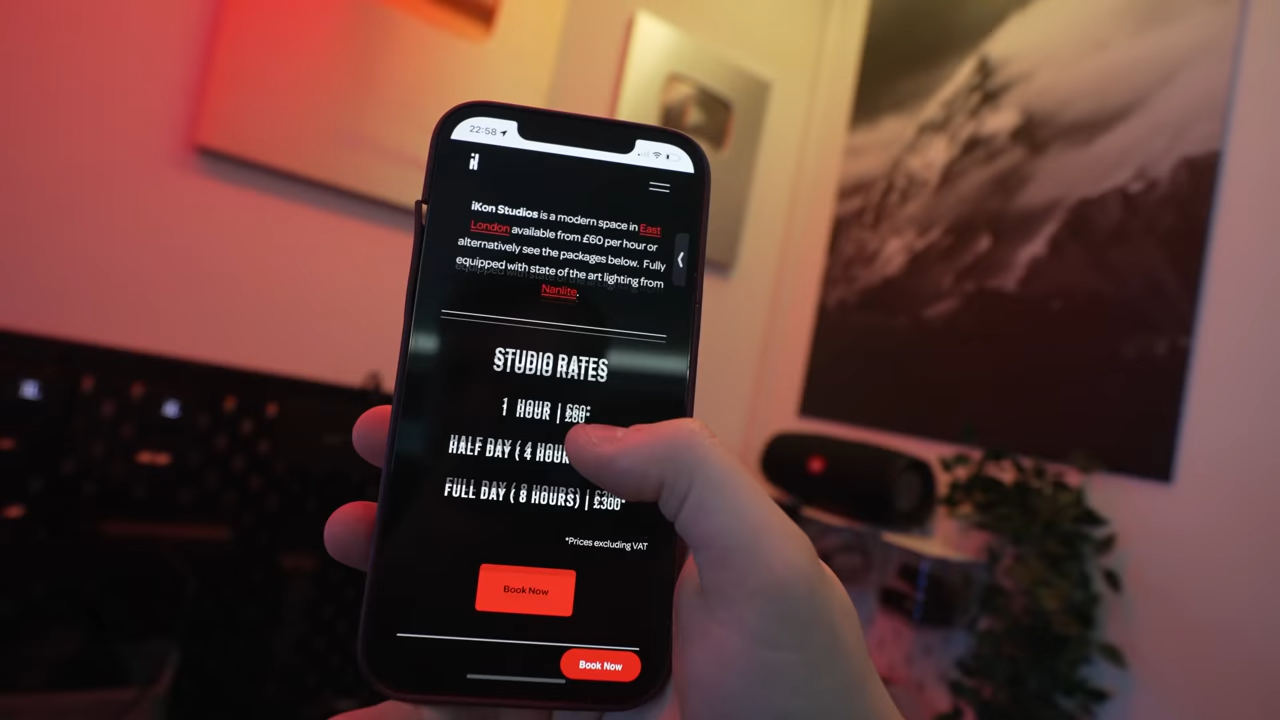 22:58
iKon Studios is a modern space in East
London available from £60 per hour or
alternatively see the packages below. Fully
equipped with state of the art lighting from
Nanlite.
STUDIO RATES
1 HOUR | £60*
HALF DAY ( 4 HOUR
FULL DAY ( 8 HOURS) | £300*
*Prices excluding VAT
Book Now
Book Now